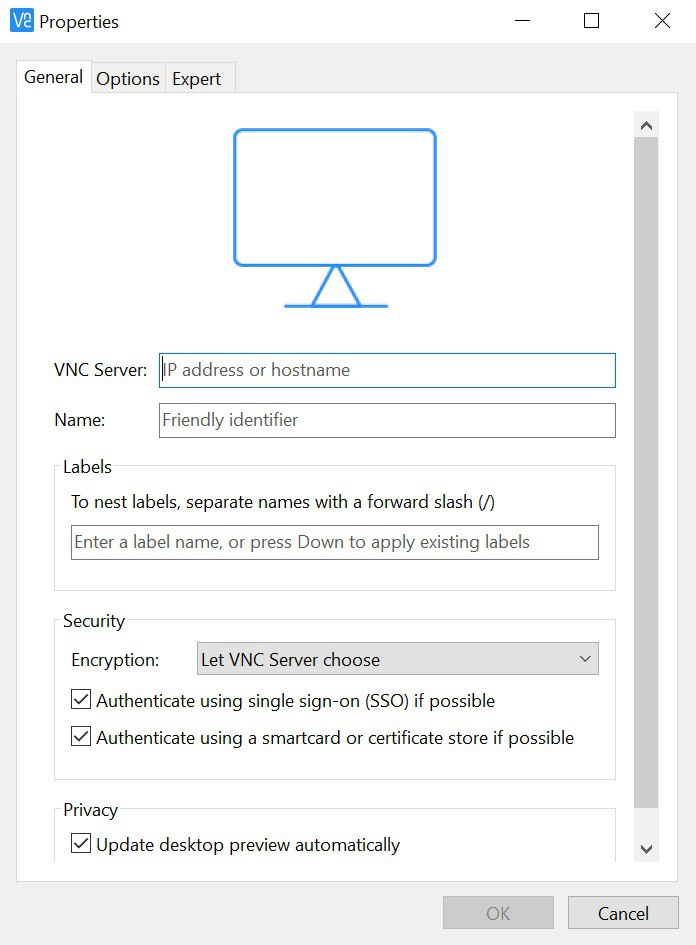 V2 Properties
General Options Expert
VNC Server: IP address or hostname
Name: Friendly identifier
Labels
To nest labels, separate names with a forward slash (/)
Enter a label name, or press Down to apply existing labels
Security
Encryption: Let VNC Server choose
Authenticate using single sign-on (SSO) if possible
Authenticate using a smartcard or certificate store if possible
Privacy
Update desktop preview automatically
OK Cancel